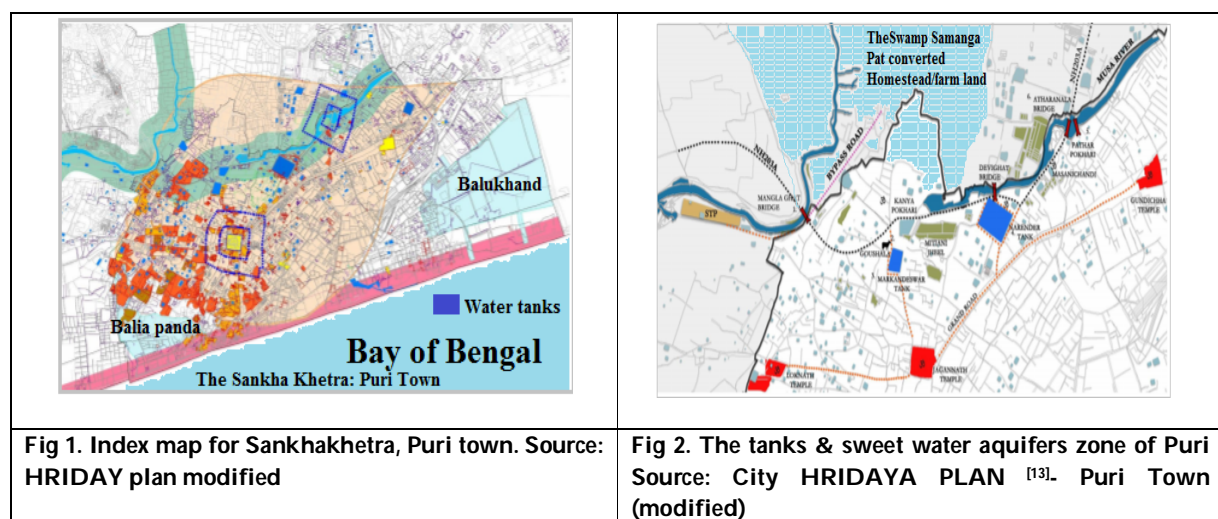 Balukhand
Balia panda
Water tanks
Bay of Bengal
The Sankha Khetra: Puri Town
Fig 1. Index map for Sankhakhetra, Puri town. Source:
HRIDAY plan modified
TheSwamp Samanga
Pat converted
Homestead/farm land
NH203A
MUSA RIVER
ATHARANALA
BRIDGE
PATHAR
POKHARI
MASANICHANDI
BYPASS ROAD
NH203A
DEVIGHAT
BRIDGE
GUNDICHA
TEMPLE
MANGLA GOVT
BRIDGE
KANYA
POKHARI
STP
NARENDER
TANK
GOUSHALA
MARKANDESWAR
TANK
GRAND ROAD
JAGANNATH
TEMPLE
LOKNATH
TEMPLE
Fig 2. The tanks & sweet water aquifers zone of Puri
Source: City HRIDAYA PLAN [13]- Puri Town
(modified)